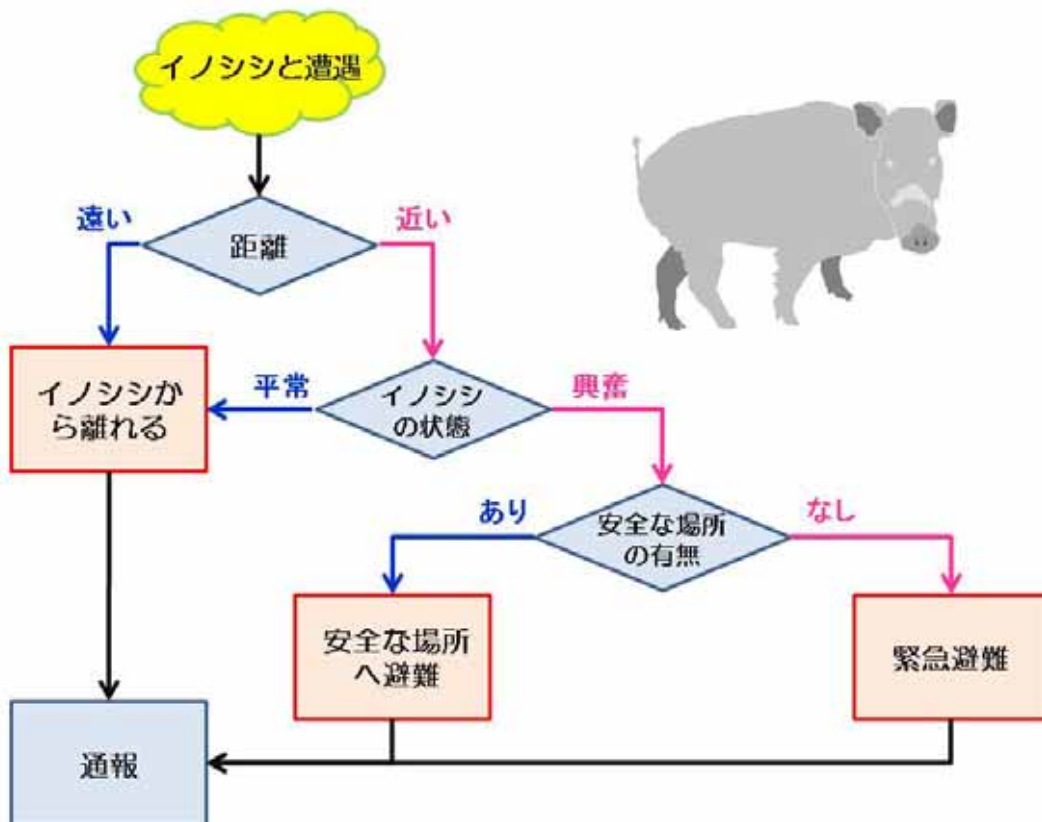 イノシシと遭遇
遠い
近い
距離
イノシシか
ら離れる
平常
イノシシ
の状態
興奮
あり
安全な場所
の有無
なし
安全な場所
へ避難
緊急避難
通報